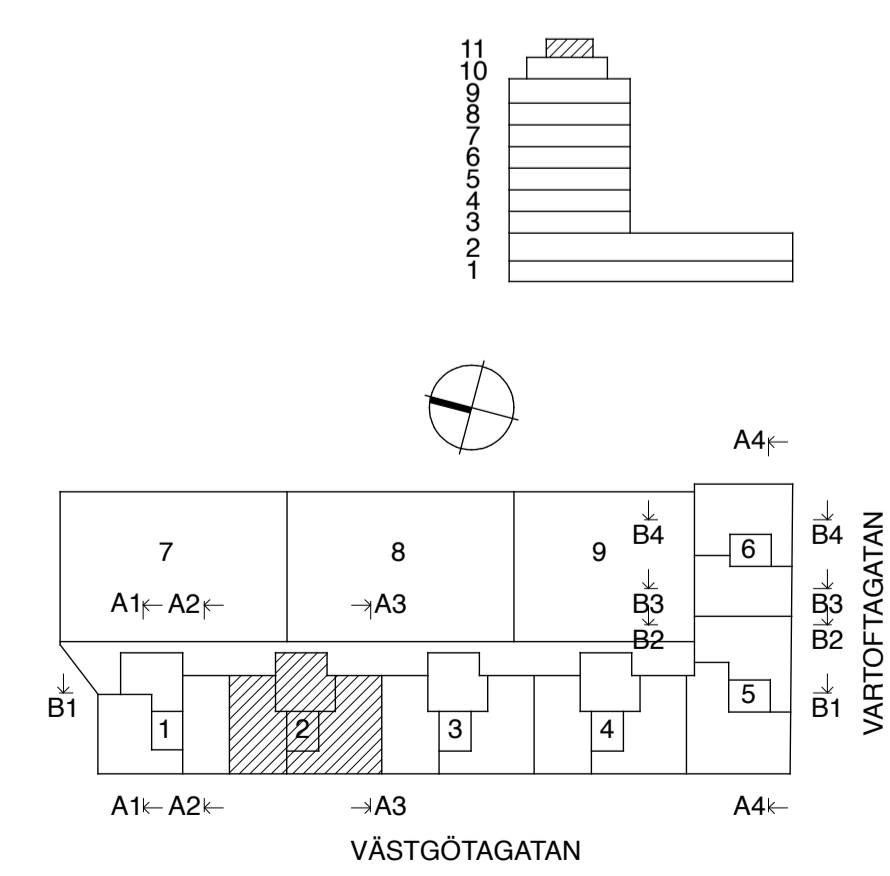 11
10
9
8
7
6
5
4
3
2
1
A4
B4 B4
7 8 9 6
A1 A2 A3 B3 B3
B2 B2
B1 5 B1
1 2 3 4
A1 A2 A3 A4
VÄSTGÖTAGATAN
VARTOFTAGATAN